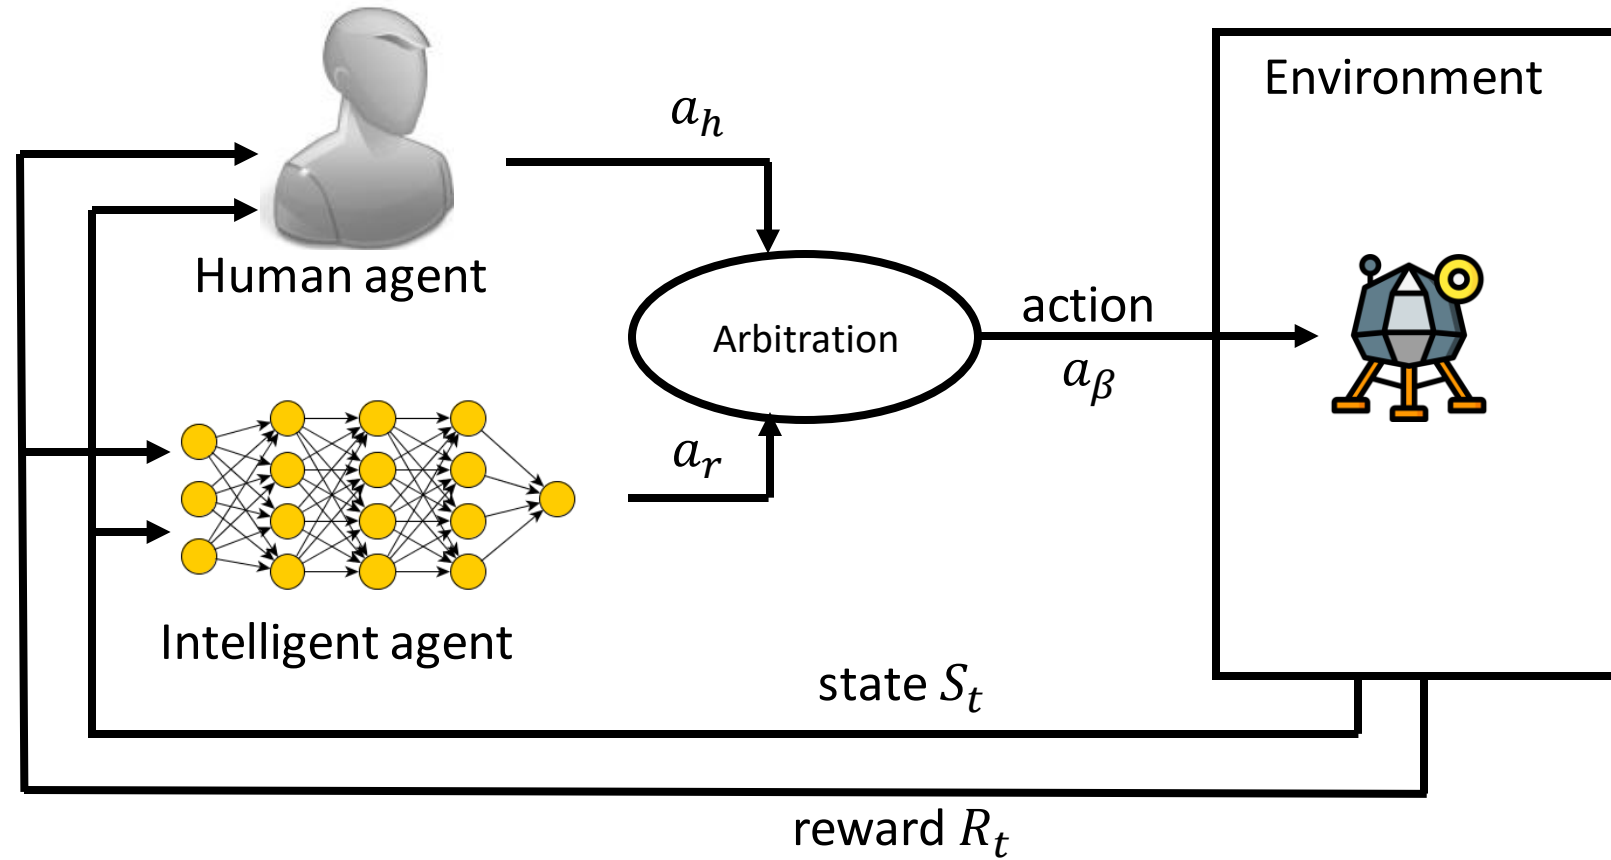 Environment
a_h
Human agent
action
Arbitration
a_β
a_r
Intelligent agent
state S_t
reward R_t